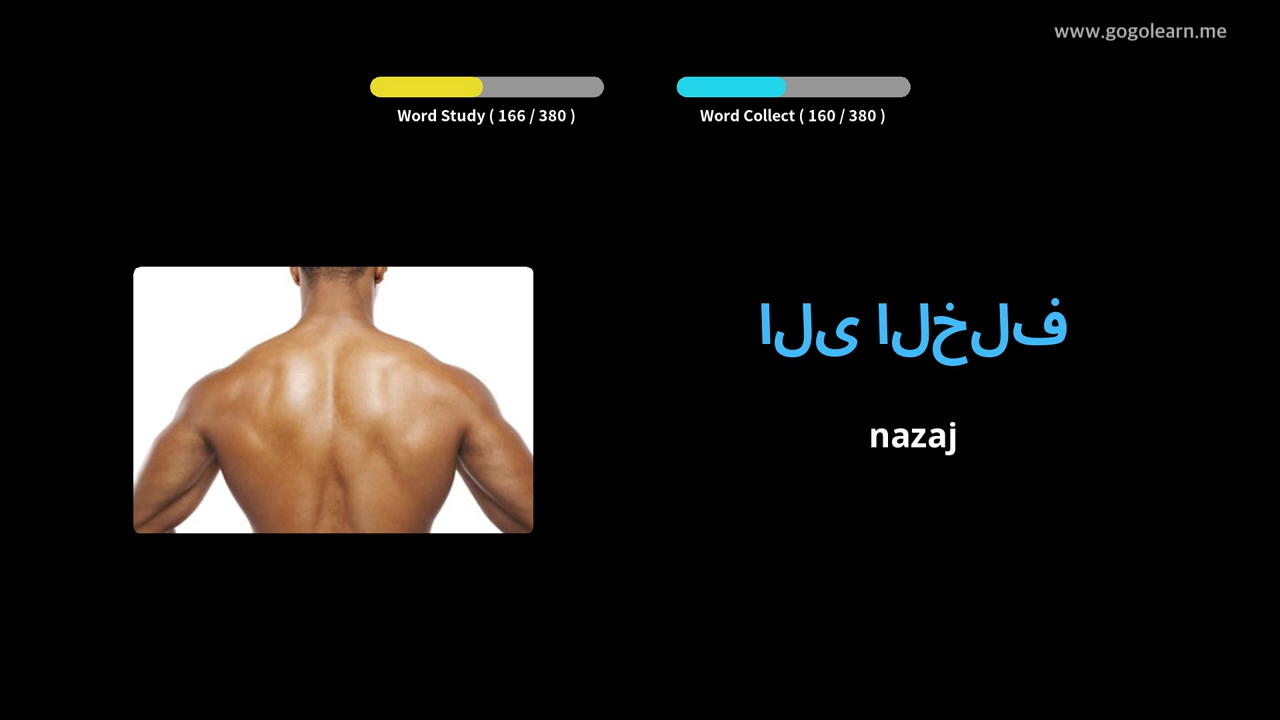 www.gogolearn.me
Word Study ( 166 / 380 )
Word Collect ( 160 / 380 )
الى الخلف
nazaj